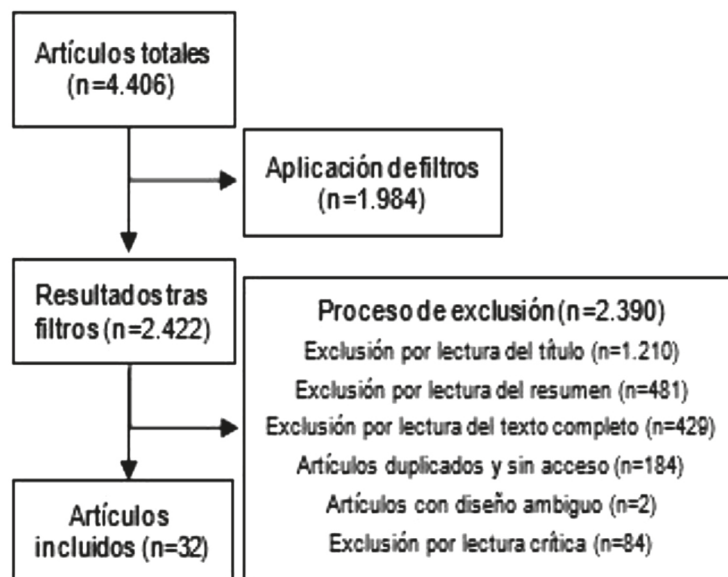 Artículos totales
(n=4.406)
Aplicación de filtros
(n=1.984)
Resultados tras
filtros (n=2.422)
Proceso de exclusión (n=2.390)
Exclusión por lectura del título (n=1.210)
Exclusión por lectura del resumen (n=481)
Exclusión por lectura del texto completo (n=429)
Artículos duplicados y sin acceso (n=184)
Artículos con diseño ambiguo (n=2)
Exclusión por lectura crítica (n=84)
Artículos
incluidos (n=32)